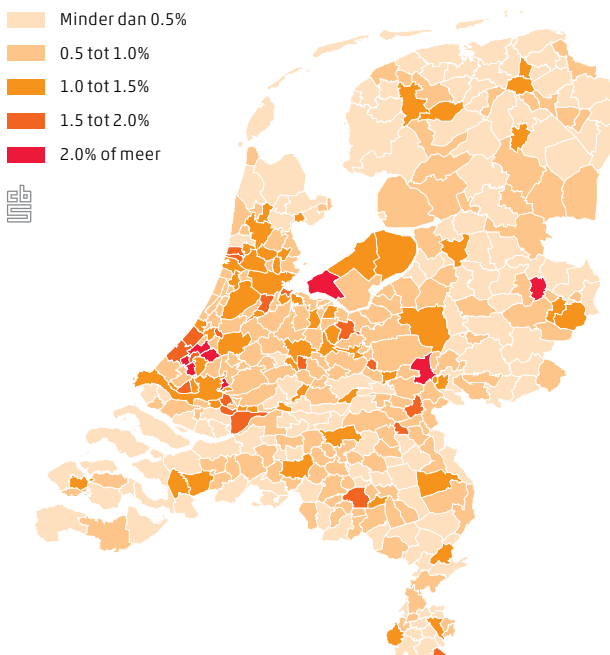 Minder dan 0.5%
0.5 tot 1.0%
1.0 tot 1.5%
1.5 tot 2.0%
2.0% of meer